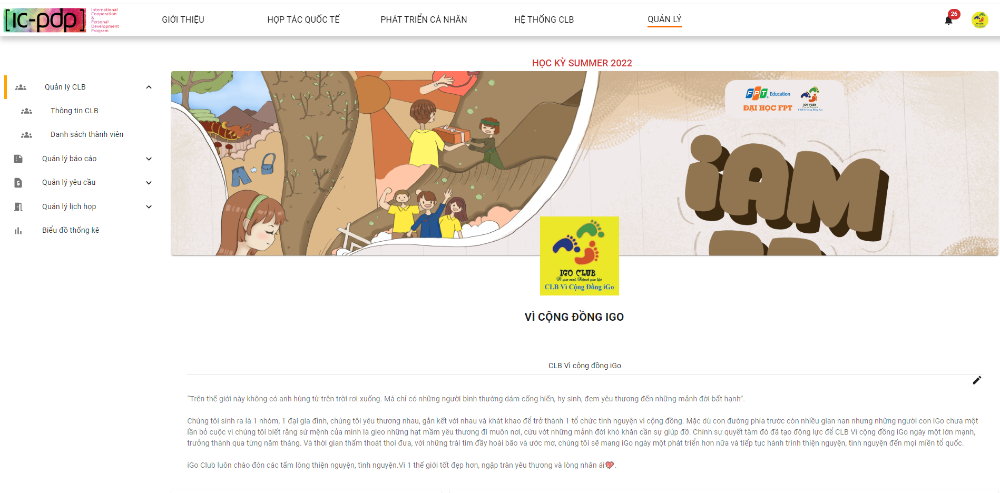 [ic-pdp]
International
Cooperation
&
Personal
Development
Program
GIỚI THIỆU
HỢP TÁC QUỐC TẾ
PHÁT TRIỂN CÁ NHÂN
HỆ THỐNG CLB
QUẢN LÝ
26
Quản lý CLB
Thông tin CLB
Danh sách thành viên
Quản lý báo cáo
Quản lý yêu cầu
Quản lý lịch họp
Biểu đồ thống kê
HỌC KỲ SUMMER 2022
FPT Education
ĐẠI HỌC FPT
IGO CLUB
CLB Vì Cộng Đồng iGo
iAM
IGO CLUB
Fi your mind, Refresh your life!
CLB Vì Cộng Đồng iGo
VÌ CỘNG ĐỒNG IGO
CLB Vì cộng đồng iGo
“Trên thế giới này không có anh hùng từ trên trời rơi xuống. Mà chỉ có những người bình thường dám cống hiến, hy sinh, đem yêu thương đến những mảnh đời bất hạnh”.
Chúng tôi sinh ra là 1 nhóm, 1 đại gia đình, chúng tôi yêu thương nhau, gắn kết với nhau và khát khao để trở thành 1 tổ chức tình nguyện vì cộng đồng. Mặc dù con đường phía trước còn nhiều gian nan nhưng những người con iGo chưa một
lần bỏ cuộc vì chúng tôi biết rằng sứ mệnh của mình là gieo những hạt mầm yêu thương đi muôn nơi, cứu vớt những mảnh đời khó khăn cần sự giúp đỡ. Chính sự quyết tâm đó đã tạo động lực để CLB Vì cộng đồng iGo ngày một lớn mạnh,
trưởng thành qua từng năm tháng. Và thời gian thấm thoát thoi đưa, với những trái tim đầy hoài bão và ước mơ, chúng tôi sẽ mang iGo ngày một phát triển hơn nữa và tiếp tục hành trình thiện nguyện, tình nguyện đến mọi miền tổ quốc.
iGo Club luôn chào đón các tấm lòng thiện nguyện, tình nguyện.Vì 1 thế giới tốt đẹp hơn, ngập tràn yêu thương và lòng nhân ái💖.